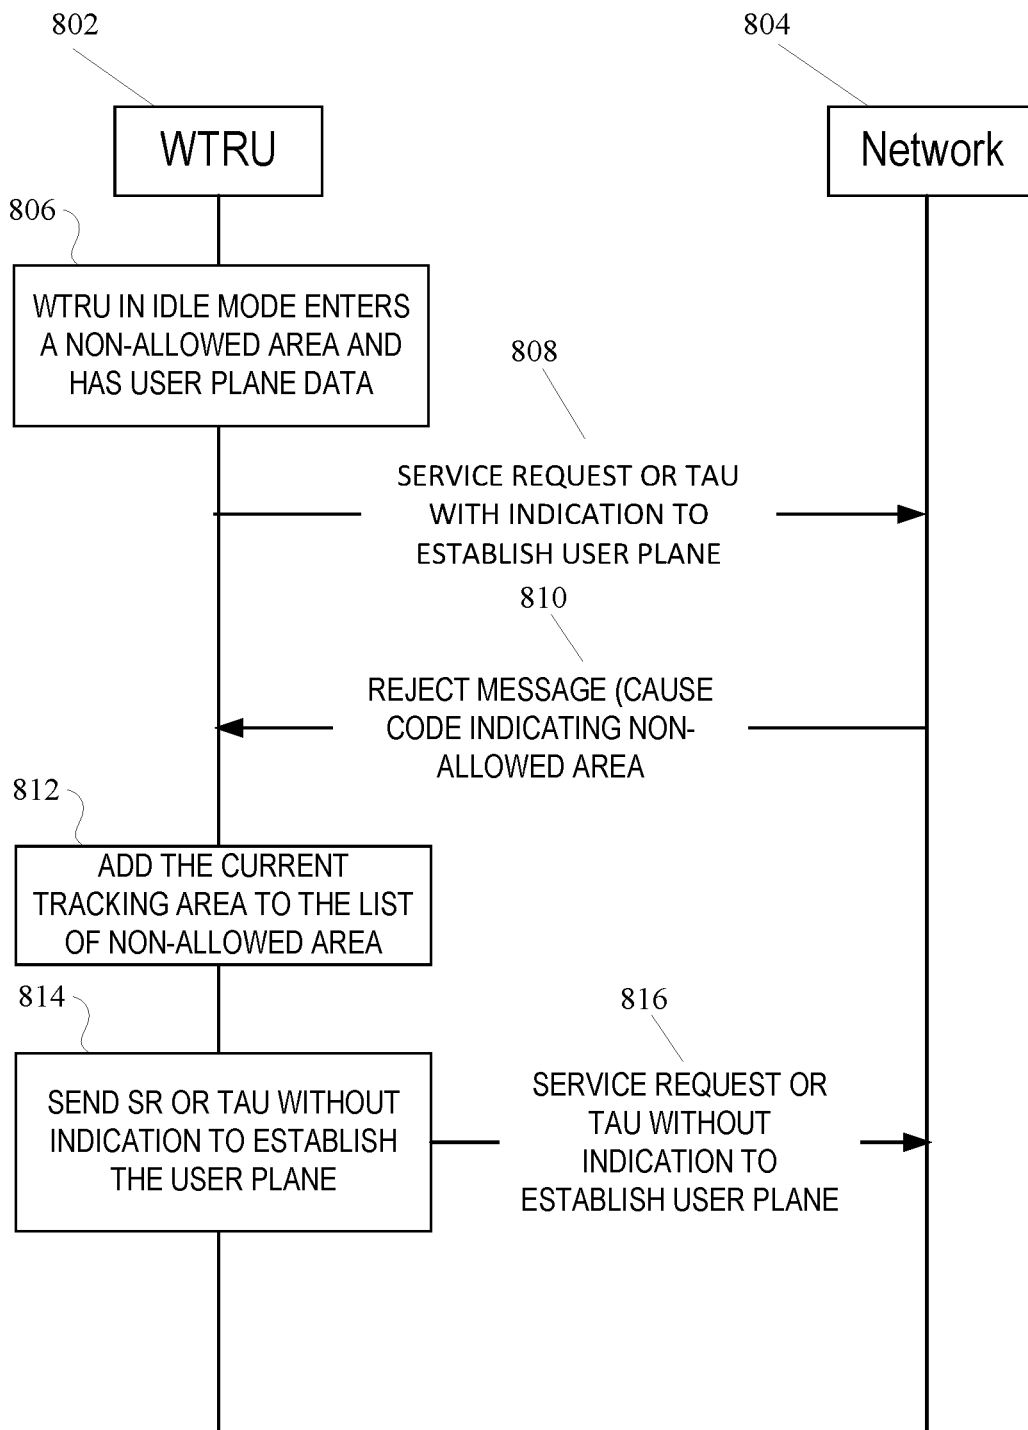 802
804
WTRU
Network
806
WTRU IN IDLE MODE ENTERS
A NON-ALLOWED AREA AND
HAS USER PLANE DATA
808
SERVICE REQUEST OR TAU
WITH INDICATION TO
ESTABLISH USER PLANE
810
REJECT MESSAGE (CAUSE
CODE INDICATING NON-
ALLOWED AREA
812
ADD THE CURRENT
TRACKING AREA TO THE LIST
OF NON-ALLOWED AREA
814
SEND SR OR TAU WITHOUT
INDICATION TO ESTABLISH
THE USER PLANE
816
SERVICE REQUEST OR
TAU WITHOUT
INDICATION TO
ESTABLISH USER PLANE